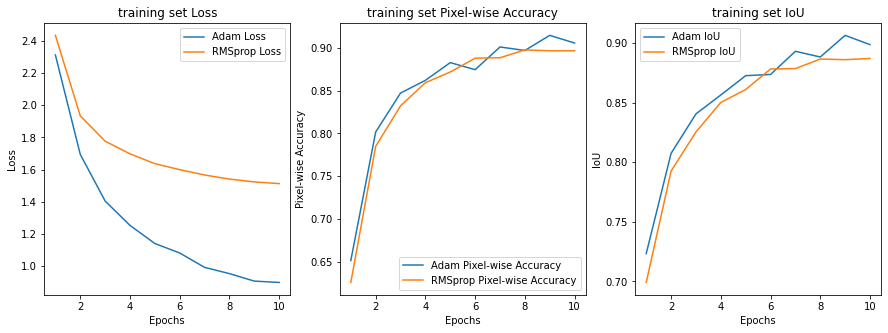 training set Loss
Adam Loss
RMSprop Loss
2.4
2.2
2.0
1.8
1.6
1.4
1.2
1.0
Loss
2
4
6
8
10
Epochs
training set Pixel-wise Accuracy
Adam Pixel-wise Accuracy
RMSprop Pixel-wise Accuracy
0.90
0.85
0.80
0.75
0.70
0.65
Pixel-wise Accuracy
2
4
6
8
10
Epochs
training set IoU
Adam IoU
RMSprop IoU
0.90
0.85
0.80
0.75
0.70
IoU
2
4
6
8
10
Epochs